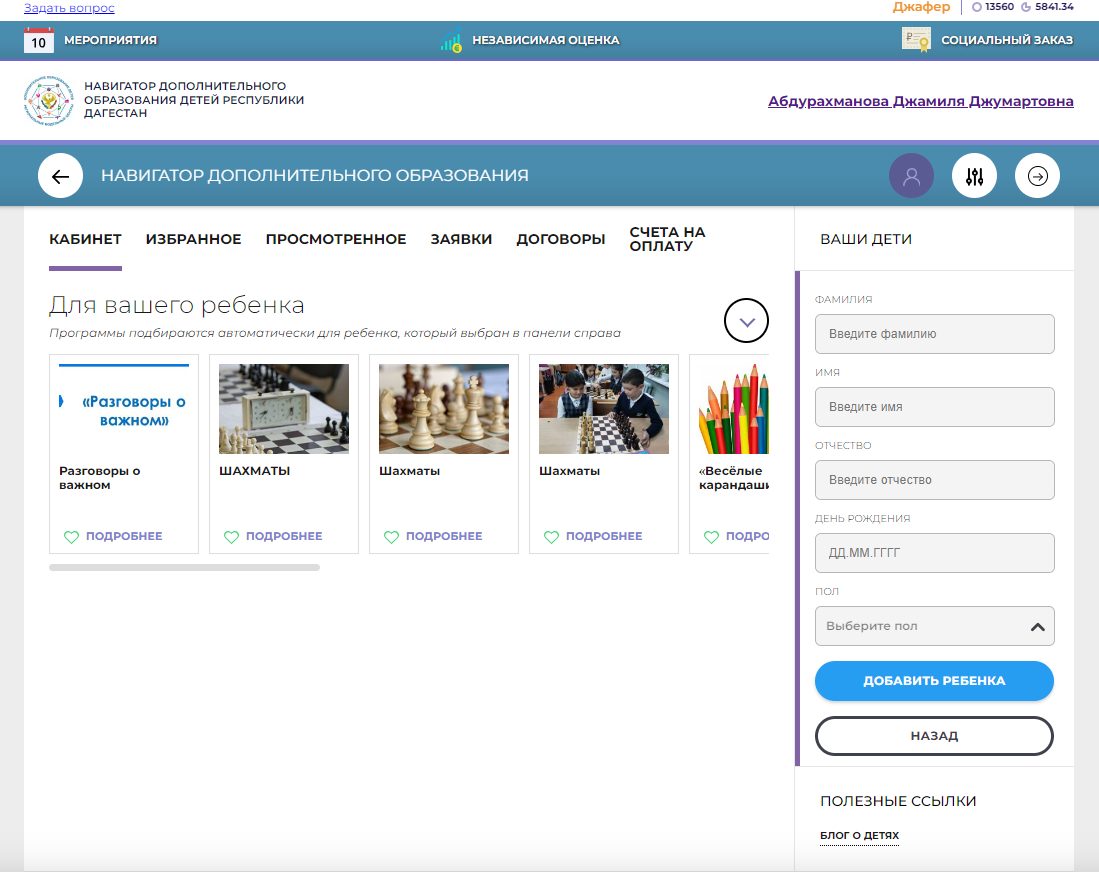 Задать вопрос
Джафер
13560
5841.34
10
МЕРОПРИЯТИЯ
НЕЗАВИСИМАЯ ОЦЕНКА
СОЦИАЛЬНЫЙ ЗАКАЗ
НАВИГАТОР ДОПОЛНИТЕЛЬНОГО
ОБРАЗОВАНИЯ ДЕТЕЙ РЕСПУБЛИКИ
ДАГЕСТАН
Абдурахманова Джамиля Джумартовна
НАВИГАТОР ДОПОЛНИТЕЛЬНОГО ОБРАЗОВАНИЯ
КАБИНЕТ
ИЗБРАННОЕ
ПРОСМОТРЕННОЕ
ЗАЯВКИ
ДОГОВОРЫ
СЧЕТА НА
ОПЛАТУ
Для вашего ребенка
Программы подбираются автоматически для ребенка, который выбран в панели справа
«Разговоры о
важном»
Разговоры о
важном
ПОДРОБНЕЕ
ШАХМАТЫ
ПОДРОБНЕЕ
Шахматы
ПОДРОБНЕЕ
Шахматы
ПОДРОБНЕЕ
«Весёлые
карандаши
ПОДРО
ВАШИ ДЕТИ
ФАМИЛИЯ
Введите фамилию
ИМЯ
Введите имя
ОТЧЕСТВО
Введите отчество
ДЕНЬ РОЖДЕНИЯ
ДД.ММ.ГГГГ
ПОЛ
Выберите пол
ДОБАВИТЬ РЕБЕНКА
НАЗАД
ПОЛЕЗНЫЕ ССЫЛКИ
БЛОГ О ДЕТЯХ